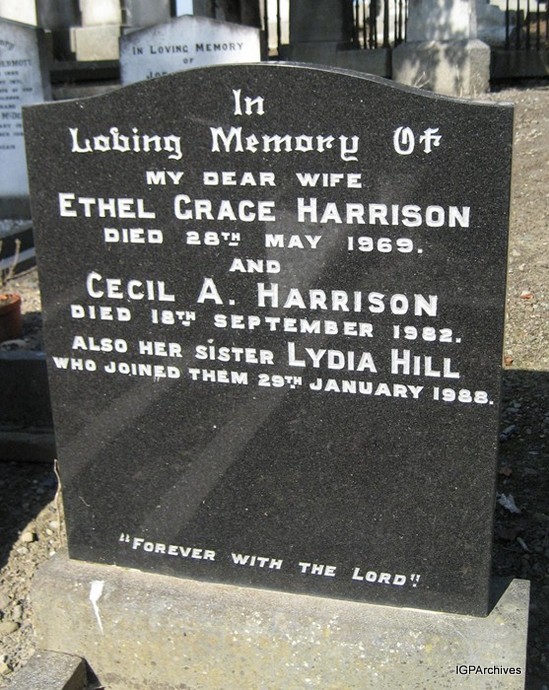 In
Loving Memory Of
MY DEAR WIFE
ETHEL GRACE HARRISON
DIED 28TH MAY 1969.
AND
CECIL A. HARRISON
DIED 18TH SEPTEMBER 1982.
ALSO HER SISTER LYDIA HILL
WHO JOINED THEM 29TH JANUARY 1988.
"FOREVER WITH THE LORD".
IN LOVING MEMORY
OF
IGPArchives